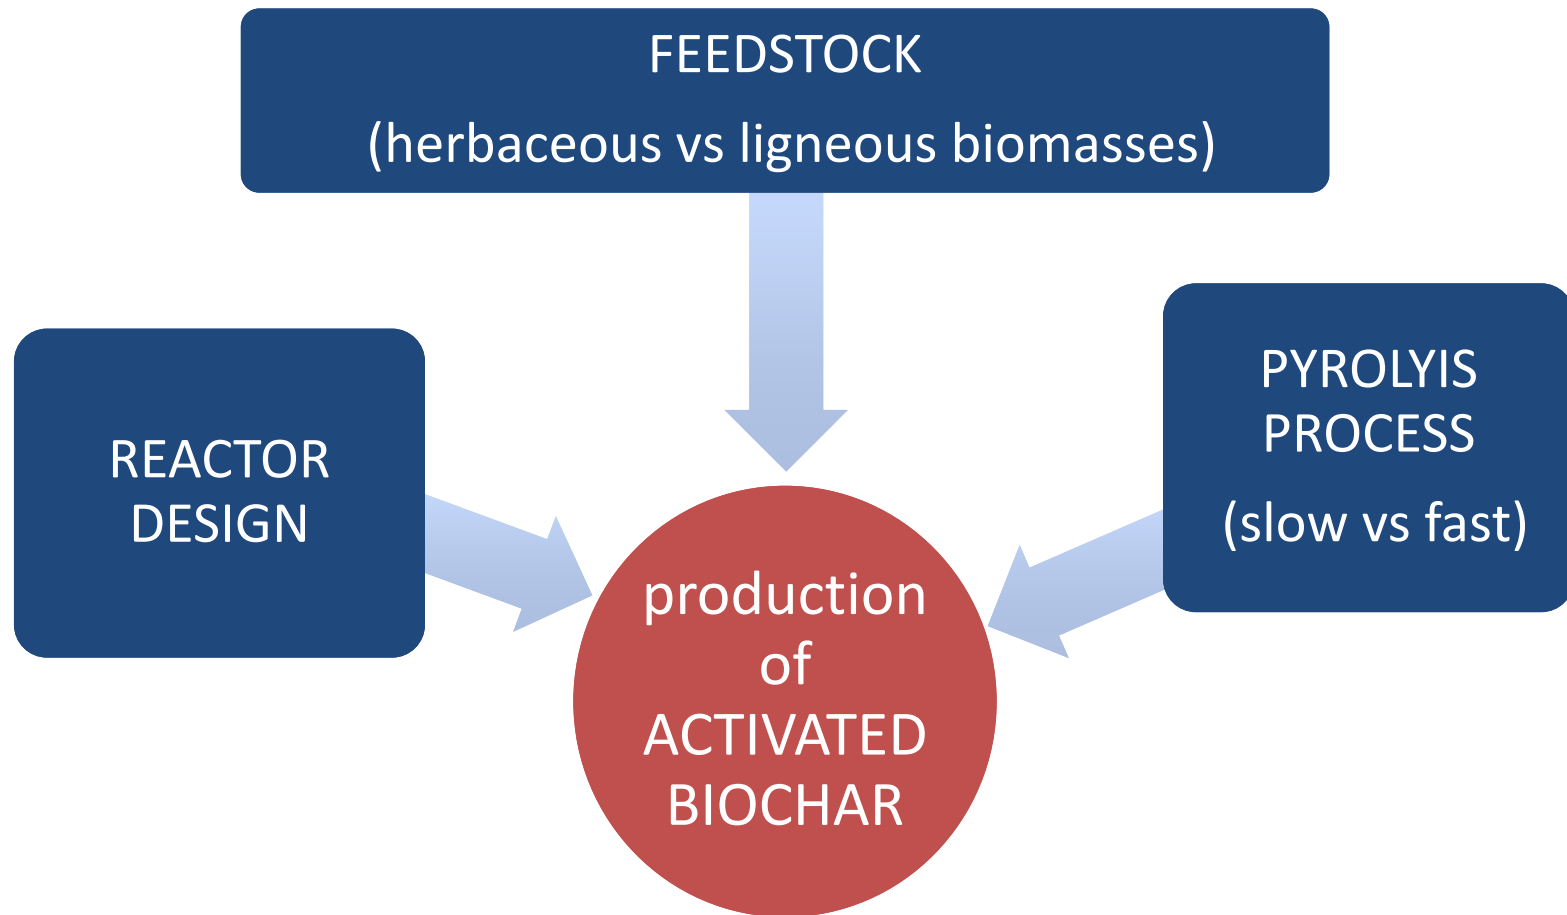 FEEDSTOCK
(herbaceous vs ligneous biomasses)
REACTOR
DESIGN
PYROLYIS
PROCESS
(slow vs fast)
production
of
ACTIVATED
BIOCHAR